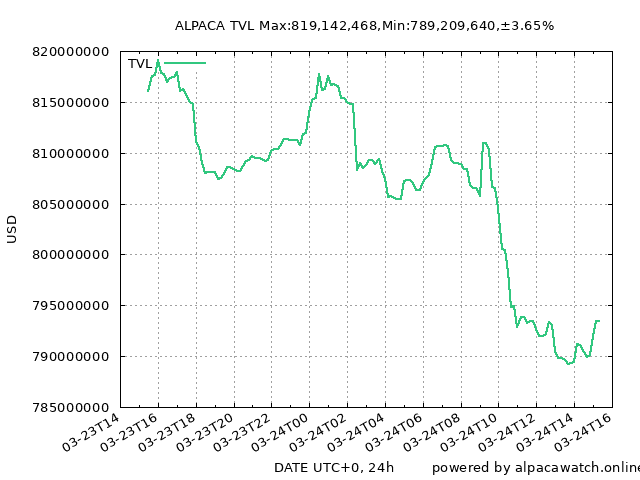 ALPACA TVL Max:819,142,468,Min:789,209,640,±3.65%
TVL
820000000
815000000
810000000
805000000
800000000
795000000
790000000
785000000
USD
03-23T14
03-23T16
03-23T18
03-23T20
03-23T22
03-24T00
03-24T02
03-24T04
03-24T06
03-24T08
03-24T10
03-24T12
03-24T14
03-24T16
DATE UTC+0, 24h
powered by alpacawatch.online